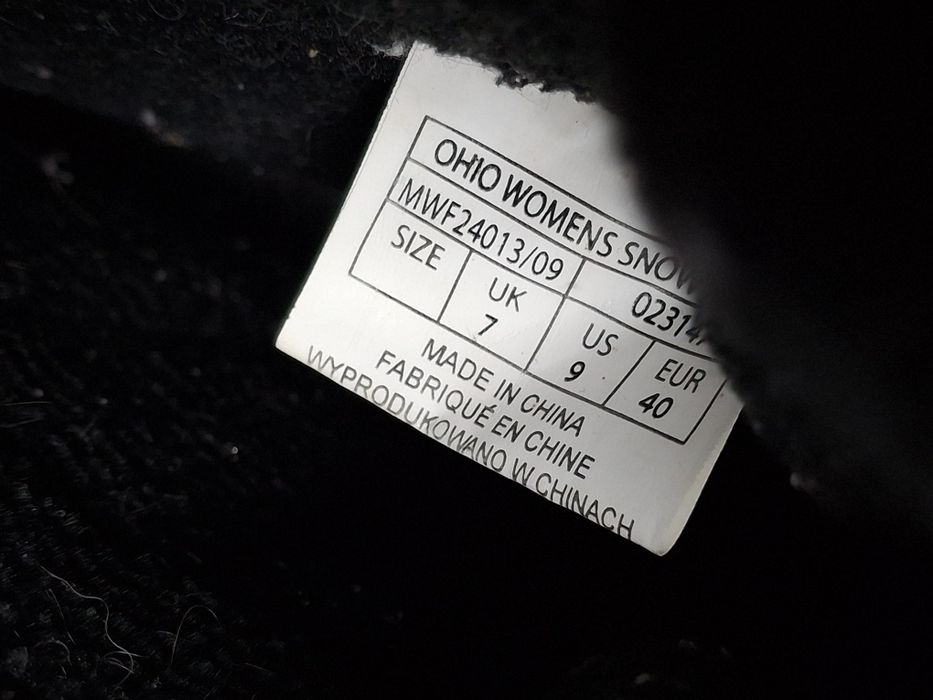 OHIO WOMENS
MWF24013/09
SIZE UK US EUR
7 9 40
MADE IN CHINA
FABRIQUÉ EN CHINE
WYPRODUKOWANO W CHINACH